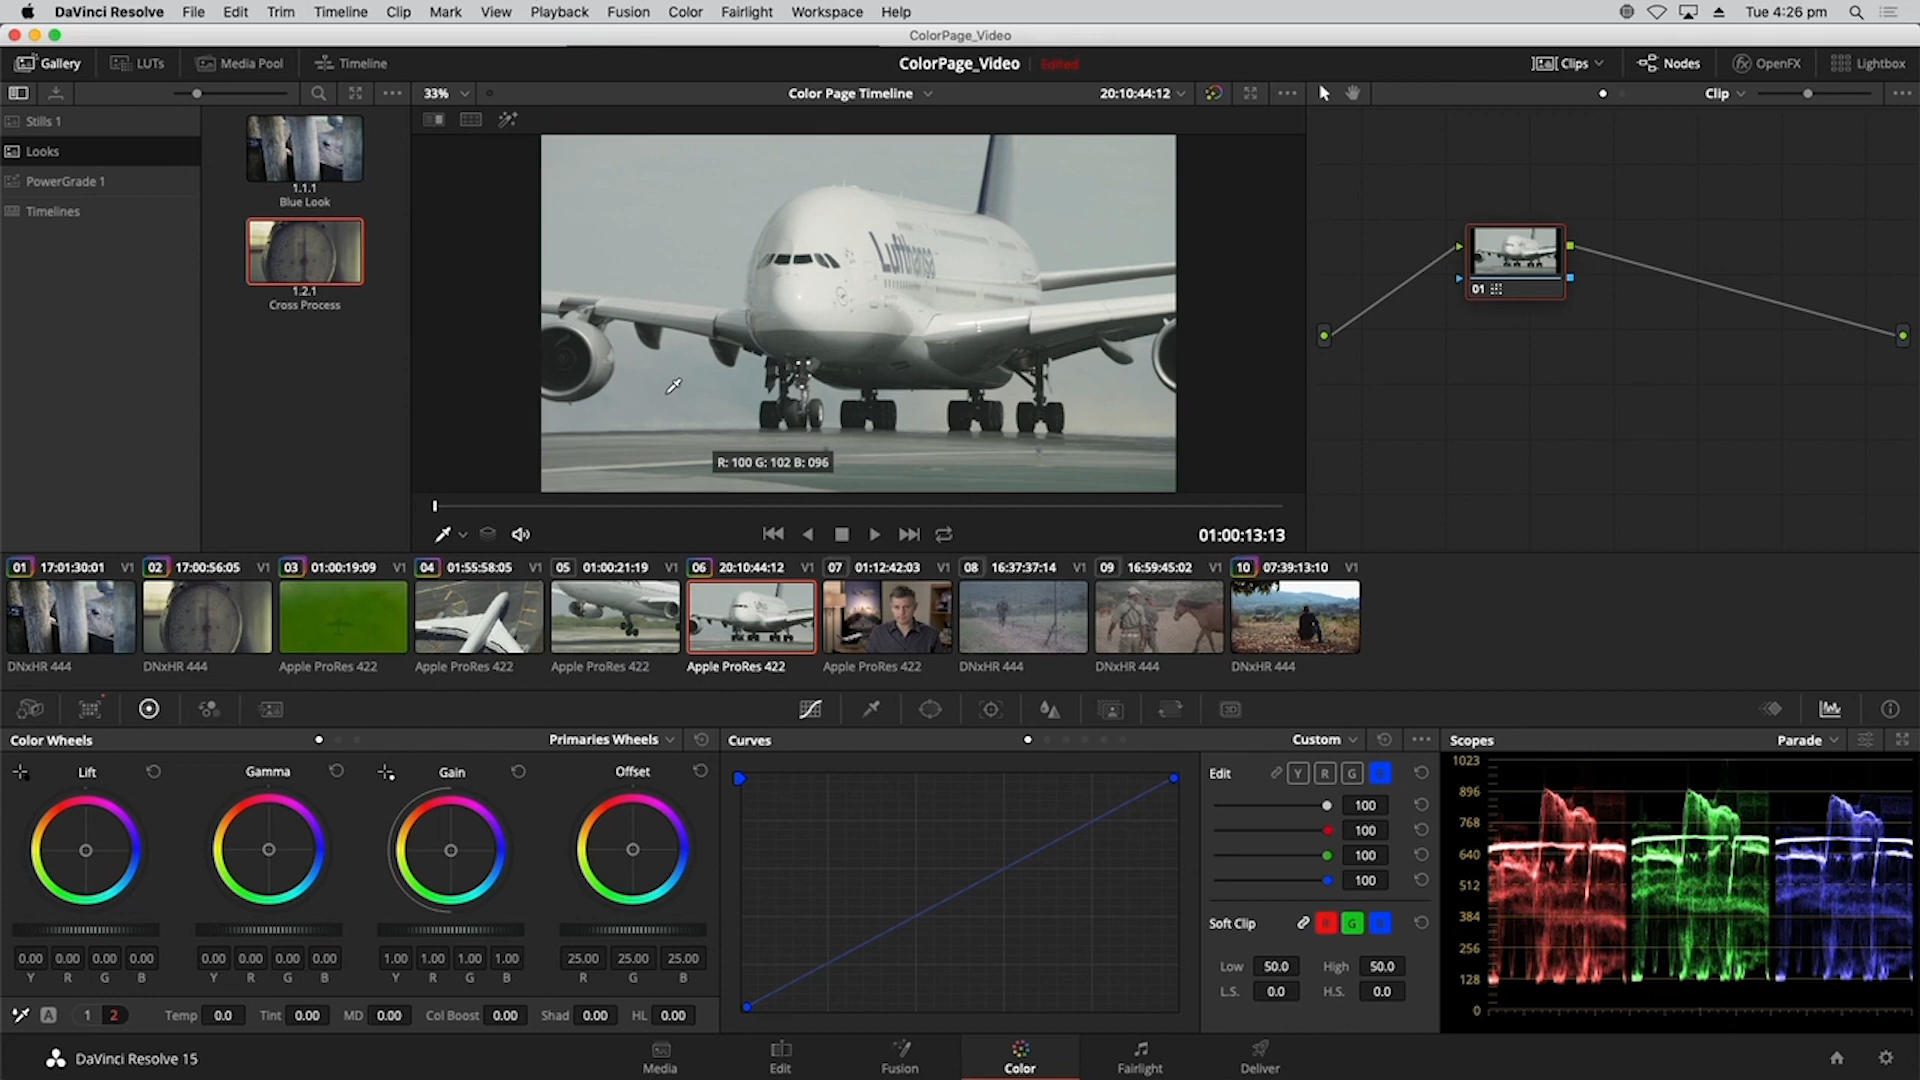 DaVinci Resolve File Edit Trim Timeline Clip Mark View Playback Fusion Color Fairlight Workspace Help Tue 4:26 pm
ColorPage_Video
Gallery LUTs Media Pool Timeline ColorPage_Video Edited Clips Nodes OpenFX Lightbox
33% Color Page Timeline 20:10:44:12 Clip
Stills 1
Looks
PowerGrade 1
Timelines
1.1.1
Blue Look
1.2.1
Cross Process
Lufthansa
R: 100 G: 102 B: 096
01
01:00:13:13
01 17:01:30:01 V1 02 17:00:56:05 V1 03 01:00:19:09 V1 04 01:55:58:05 V1 05 01:00:21:19 V1 06 20:10:44:12 V1 07 01:12:42:03 V1 08 16:37:37:14 V1 09 16:59:45:02 V1 10 07:39:13:10 V1
DNxHR 444 DNxHR 444 Apple ProRes 422 Apple ProRes 422 Apple ProRes 422 Apple ProRes 422 Apple ProRes 422 DNxHR 444 DNxHR 444 DNxHR 444
3D
Color Wheels Primaries Wheels Curves Custom Scopes Parade
Lift Gamma Gain Offset
0.00 0.00 0.00 0.00 0.00 0.00 0.00 0.00 1.00 1.00 1.00 1.00 25.00 25.00 25.00
Y R G B Y R G B Y R G B R G B
A 1 2 Temp 0.0 Tint 0.00 MD 0.00 Col Boost 0.00 Shad 0.00 HL 0.00
Edit Y R G B
100
100
100
100
Soft Clip R G B
Low 50.0 High 50.0
L.S. 0.0 H.S. 0.0
1023
896
768
640
512
384
256
128
0
DaVinci Resolve 15 Media Edit Fusion Color Fairlight Deliver